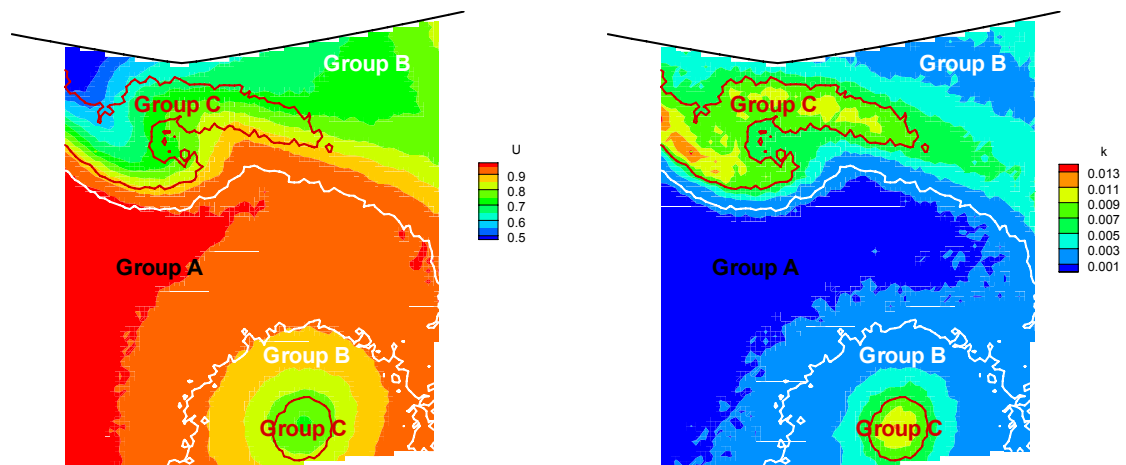 Group B
Group C
Group A
Group B
Group C
U
0.9
0.8
0.7
0.6
0.5
Group B
Group C
Group A
Group B
Group C
k
0.013
0.011
0.009
0.007
0.005
0.003
0.001